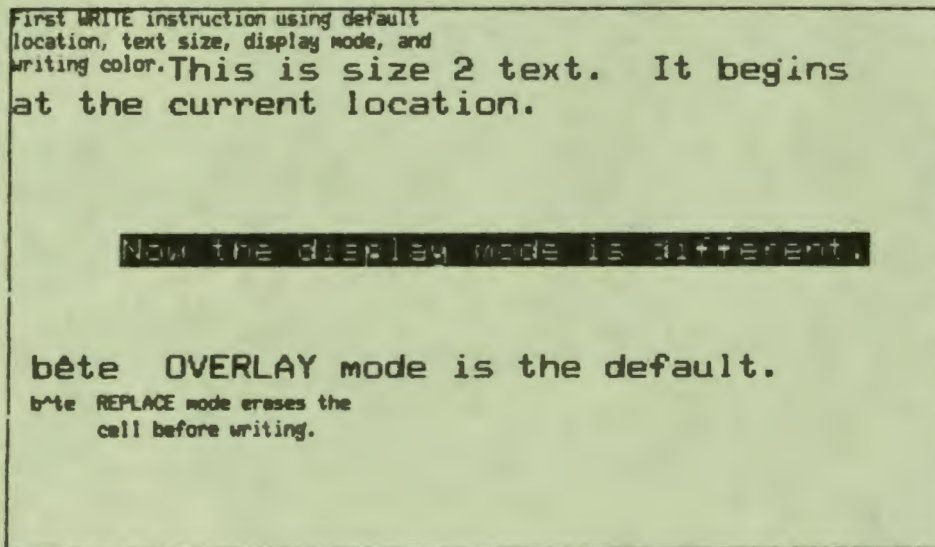 First WRITE instruction using default
location, text size, display mode, and
writing color. This is size 2 text.  It begins
at the current location.
Now the display mode is different.
bête  OVERLAY mode is the default.
b^te  REPLACE mode erases the
cell before writing.